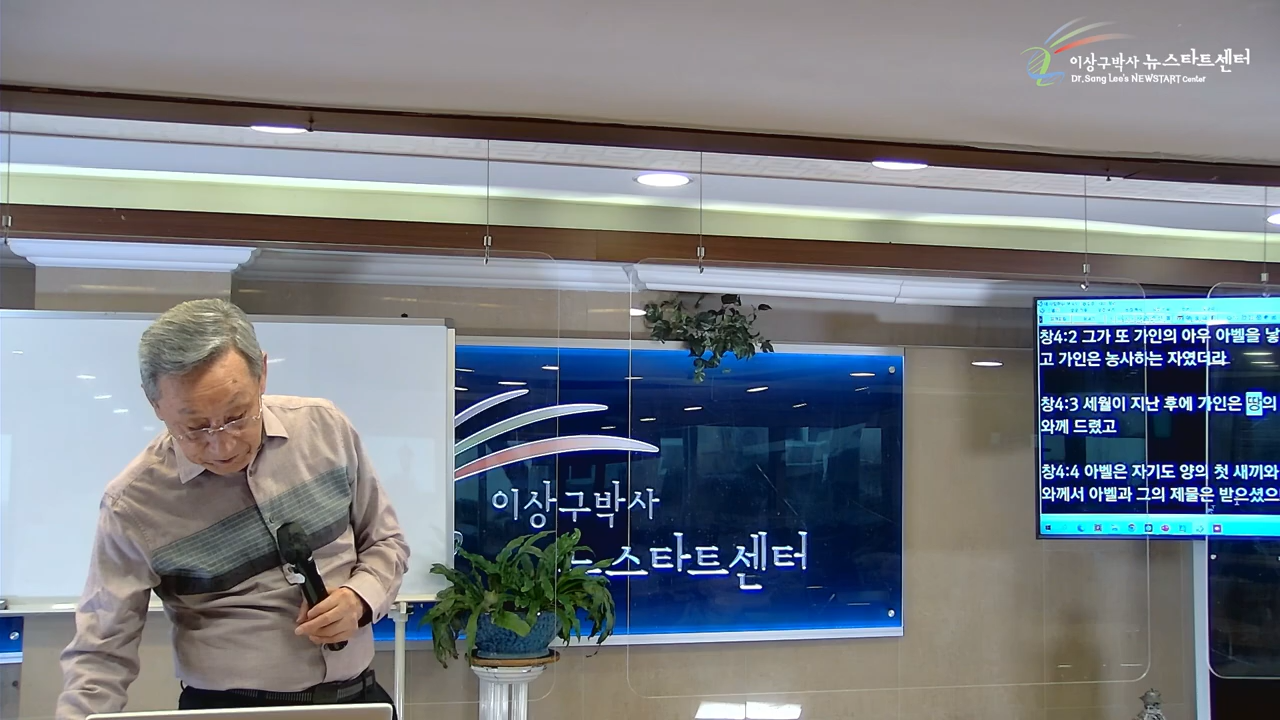 이상구박사 뉴스타트센터
Dr. Sang Lee's NEWSTART Center
이상구박사
뉴스타트센터
창4:2 그가 또 가인의 아우 아벨을 낳
고 가인은 농사하는 자였더라
창4:3 세월이 지난 후에 가인은 땅의
와께 드렸고
창4:4 아벨은 자기도 양의 첫 새끼와
와께서 아벨과 그의 제물은 받으셨으